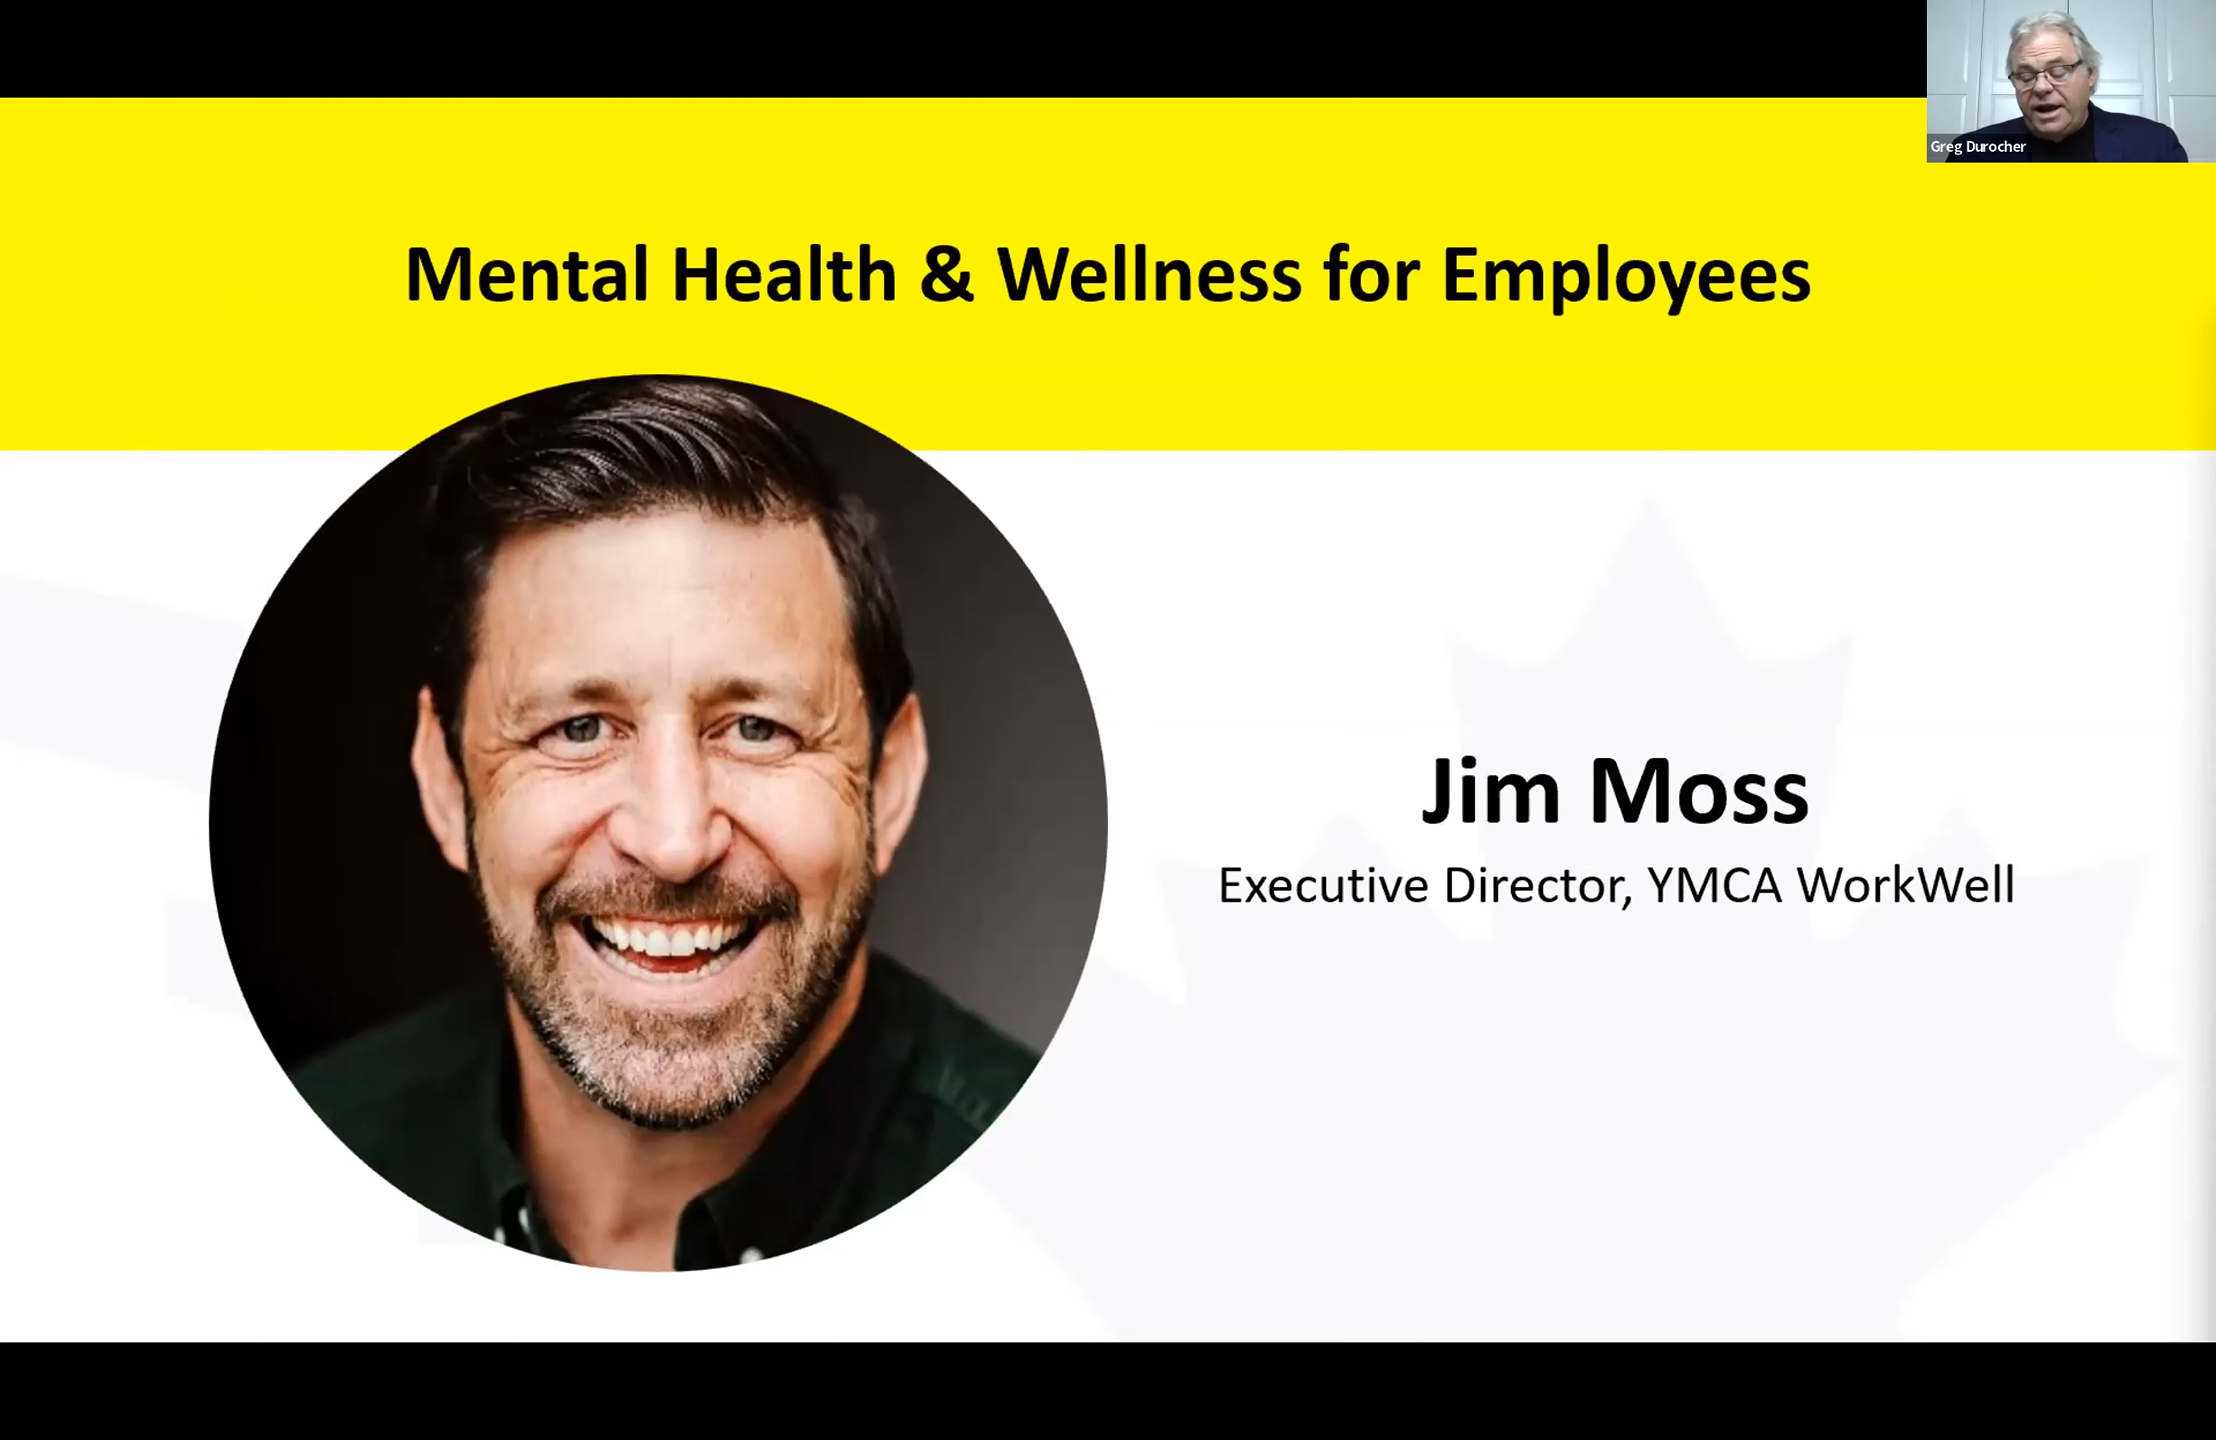 Greg Durocher
Mental Health & Wellness for Employees
Jim Moss
Executive Director, YMCA WorkWell